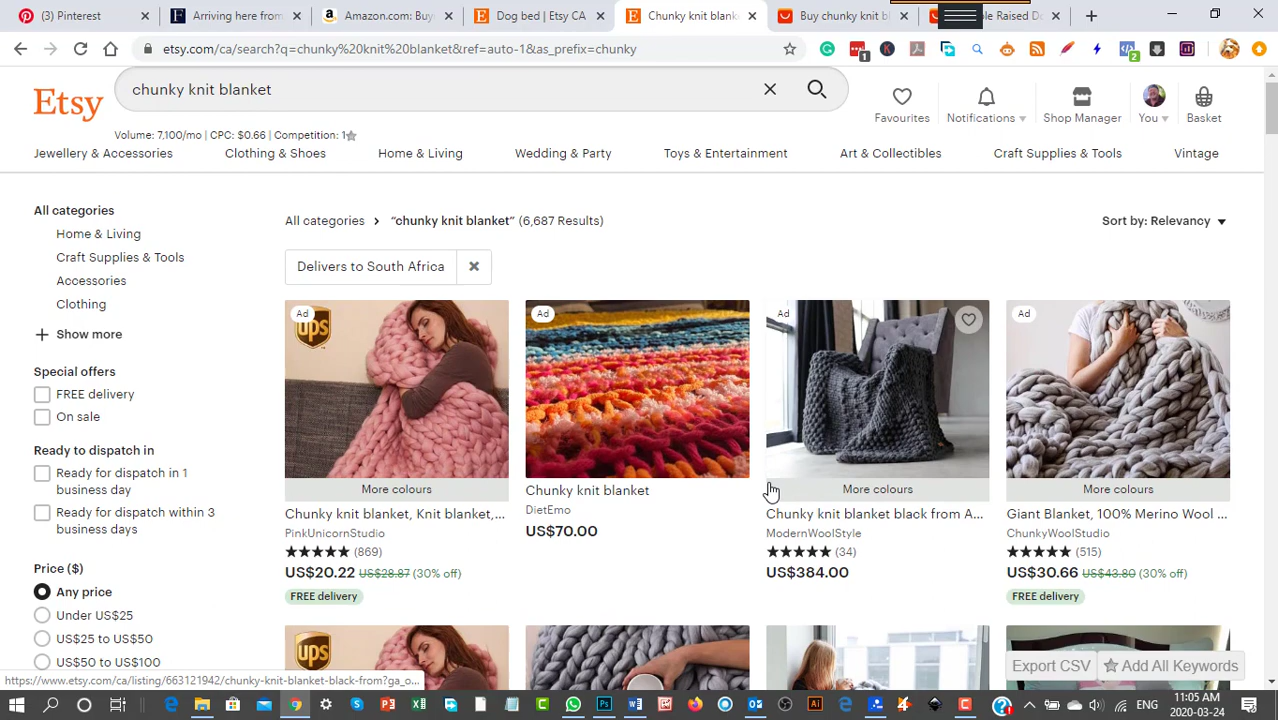 Pinterest
Arriving
Amazon.com: Buy
Dog bed | Etsy CA
Chunky knit blank
Buy chunky knit bl
le Raised Do
etsy.com/ca/search?q=chunky%20knit%20blanket&ref=autp-1&as_prefix=chunky
1
2
Etsy
chunky knit blanket
Favourites
Notifications
Shop Manager
You
Basket
Volume: 7,100/mo | CPC: $0.66 | Competition: 1
Jewellery & Accessories
Clothing & Shoes
Home & Living
Wedding & Party
Toys & Entertainment
Art & Collectibles
Craft Supplies & Tools
Vintage
All categories
Home & Living
Craft Supplies & Tools
Accessories
Clothing
Show more
Special offers
FREE delivery
On sale
Ready to dispatch in
Ready for dispatch in 1
business day
Ready for dispatch within 3
business days
Price ($)
Any price
Under US$25
US$25 to US$50
US$50 to US$100
All categories > “chunky knit blanket” (6,687 Results)
Sort by: Relevancy
Delivers to South Africa
Ad
ups
More colours
Chunky knit blanket, Knit blanket,...
PinkUnicornStudio
★★★★★ (869)
US$20.22 US$28.87 (30% off)
FREE delivery
Ad
Chunky knit blanket
DietEmo
US$70.00
Ad
More colours
Chunky knit blanket black from A...
ModernWoolStyle
★★★★★ (34)
US$384.00
Ad
More colours
Giant Blanket, 100% Merino Wool ...
ChunkyWoolStudio
★★★★★ (515)
US$30.66 US$43.80 (30% off)
FREE delivery
ups
Export CSV
Add All Keywords
https://www.etsy.com/ca/listing/663121942/chunky-knit-blanket-black-from?ga_o...
11:05 AM
2020-03-24